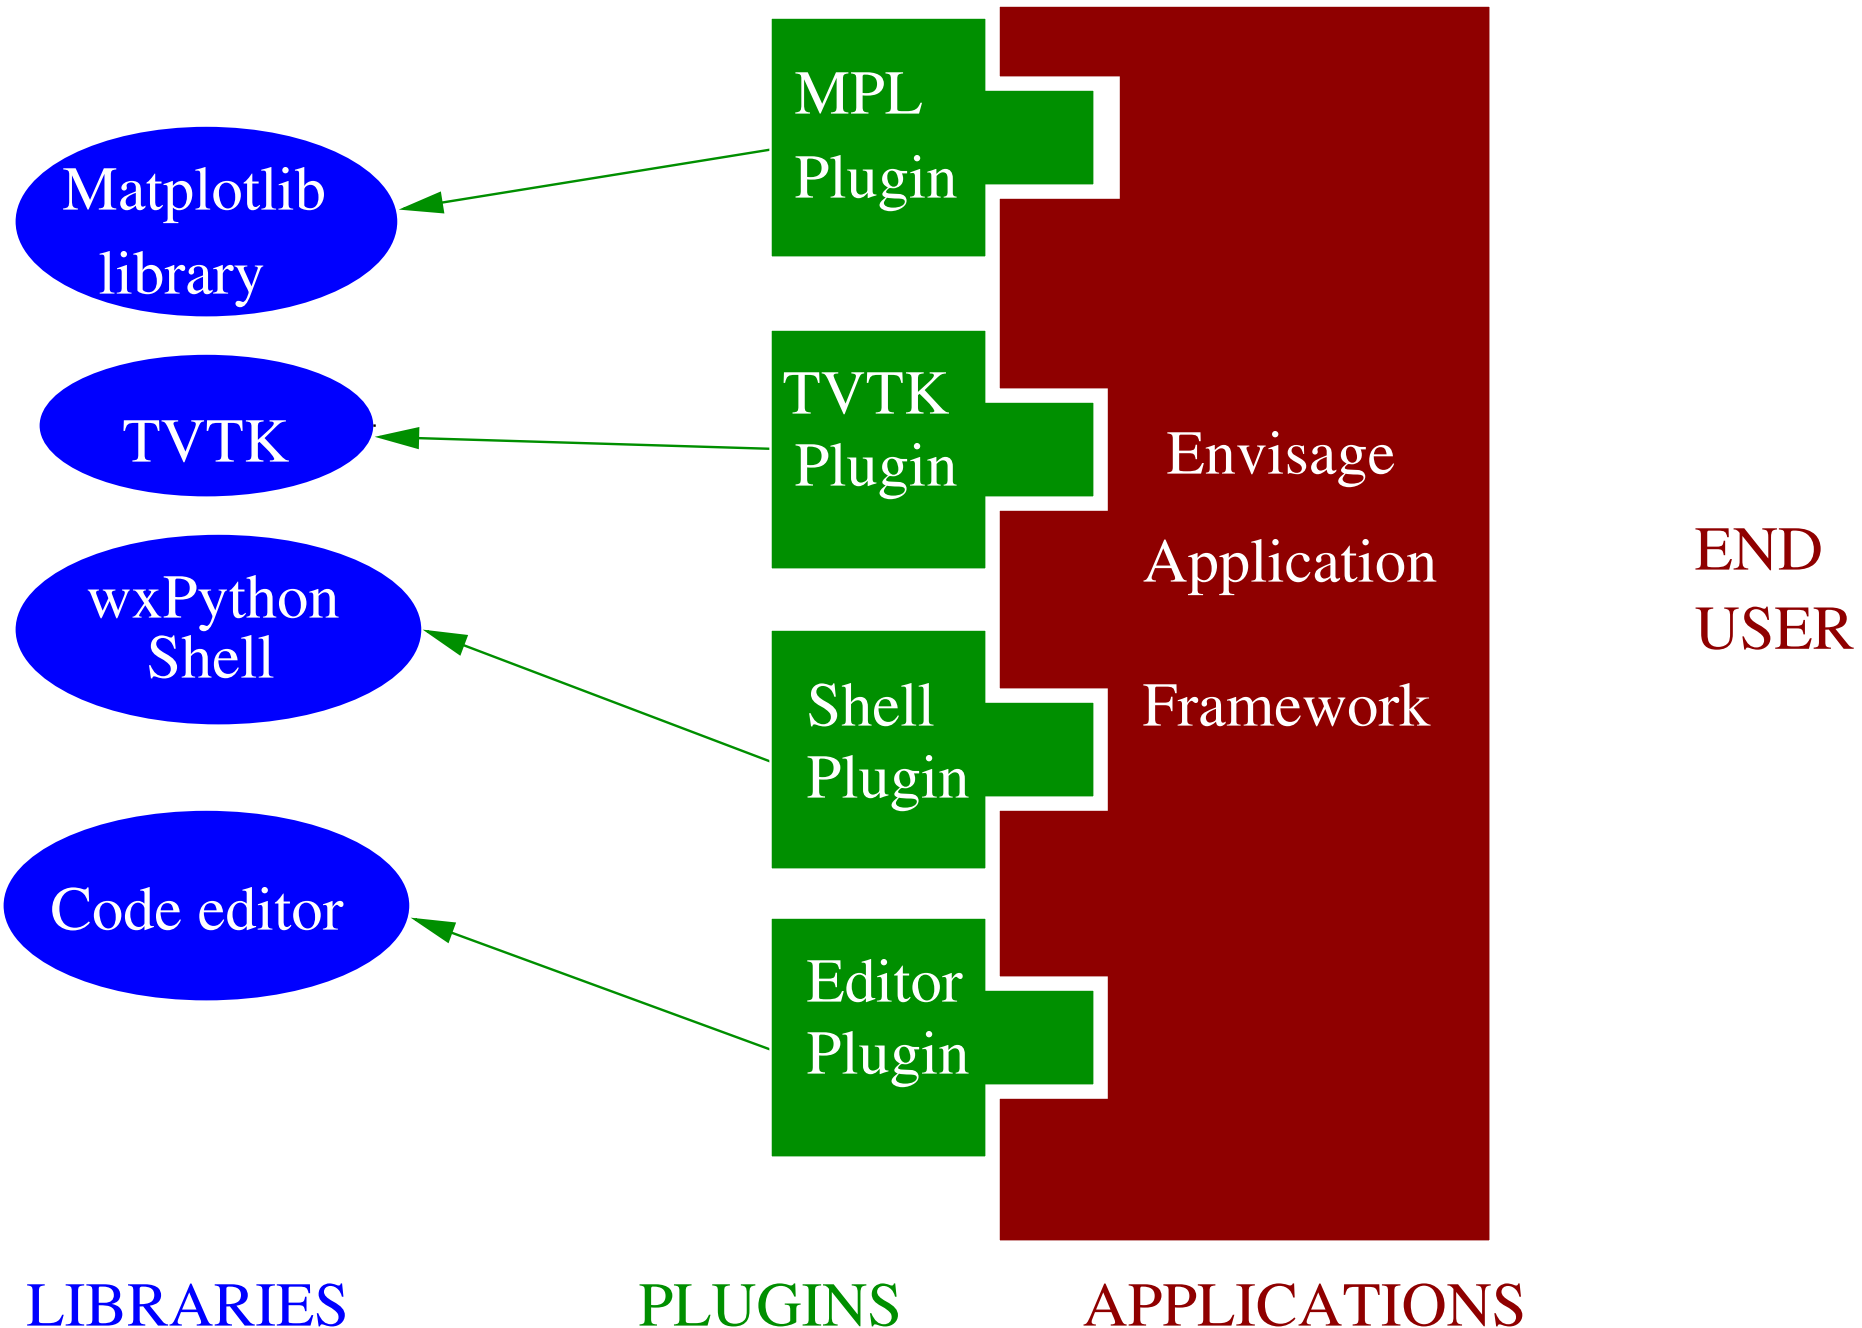 MPL
Plugin
Matplotlib
library
TVTK
Plugin
TVTK
Envisage
Application
Framework
END
USER
wxPython
Shell
Shell
Plugin
Code editor
Editor
Plugin
LIBRARIES
PLUGINS
APPLICATIONS